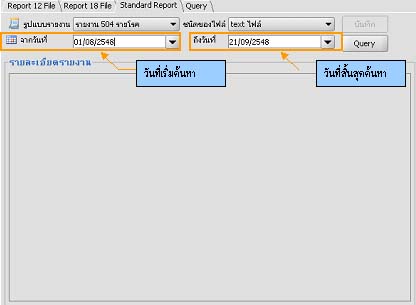 Report 12 File Report 18 File Standard Report Query
รูปแบบรายงาน รายงาน 504 รายโรค ชนิดของไฟล์ text ไฟล์ บันทึก
จากวันที่ 01/08/2548 ถึงวันที่ 21/09/2548 Query
รายละเอียดรายงาน
วันที่เริ่มค้นหา วันที่สิ้นสุดค้นหา